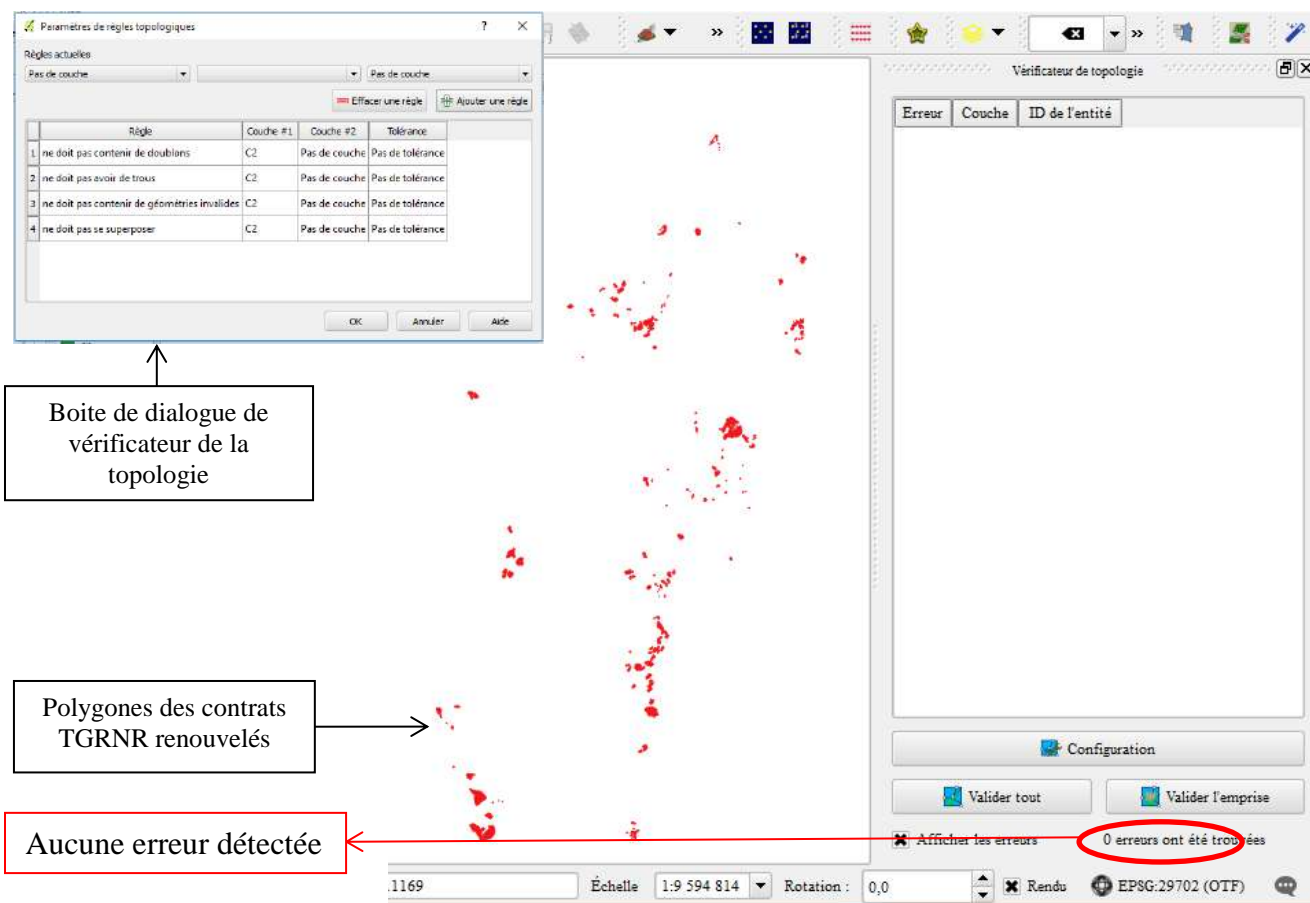 Paramètres de règles topologiques
?
Règles actuelles
Pas de couche
Pas de couche
Effacer une règle
Ajouter une règle
Règle Couche #1 Couche #2 Tolérance
1 ne doit pas contenir de doublons C2 Pas de couche Pas de tolérance
2 ne doit pas avoir de trous C2 Pas de couche Pas de tolérance
3 ne doit pas contenir de géométries invalides C2 Pas de couche Pas de tolérance
4 ne doit pas se superposer C2 Pas de couche Pas de tolérance
OK Annuler Aide
Boite de dialogue de
vérificateur de la
topologie
Polygones des contrats
TGRNR renouvelés
Aucune erreur détectée
»
»
Vérificateur de topologie
Erreur Couche ID de l'entité
Configuration
Valider tout Valider l'emprise
Afficher les erreurs 0 erreurs ont été trouvées
.1169 Échelle 1:9 594 814 Rotation : 0,0 Rendu EPSG:29702 (OTF)